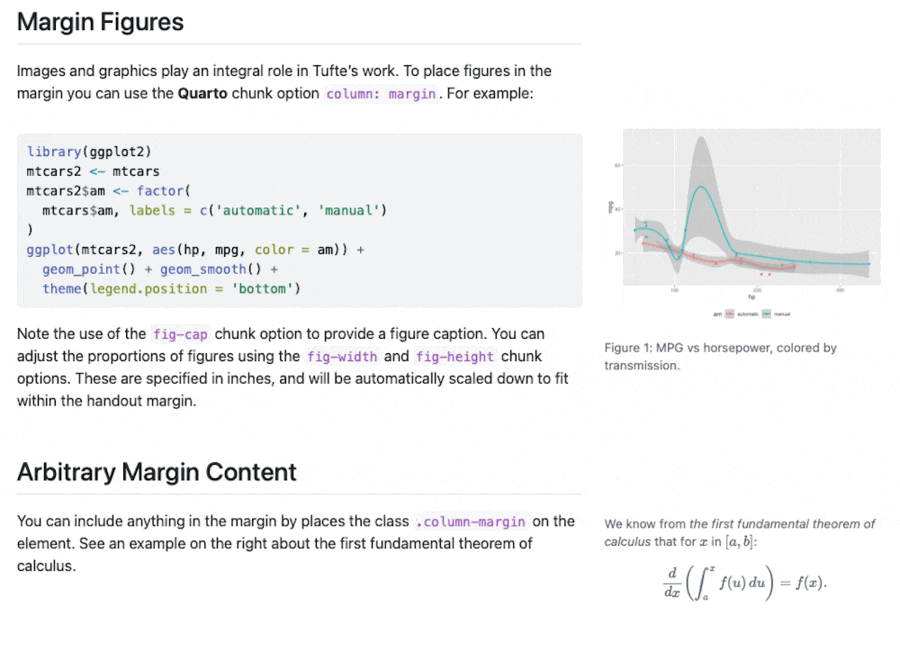 Margin Figures
Images and graphics play an integral role in Tufte's work. To place figures in the
margin you can use the Quarto chunk option column: margin. For example:
library(ggplot2)
mtcars2 <- mtcars
mtcars2$am <- factor(
  mtcars$am, labels = c('automatic', 'manual')
)
ggplot(mtcars2, aes(hp, mpg, color = am)) +
  geom_point() + geom_smooth() +
  theme(legend.position = 'bottom')
mpg
hp
am automatic manual
Figure 1: MPG vs horsepower, colored by
transmission.
Note the use of the fig-cap chunk option to provide a figure caption. You can
adjust the proportions of figures using the fig-width and fig-height chunk
options. These are specified in inches, and will be automatically scaled down to fit
within the handout margin.
Arbitrary Margin Content
You can include anything in the margin by places the class .column-margin on the
element. See an example on the right about the first fundamental theorem of
calculus.
We know from the first fundamental theorem of
calculus that for x in [a, b]:
d/dx (∫_a^x f(u) du) = f(x).